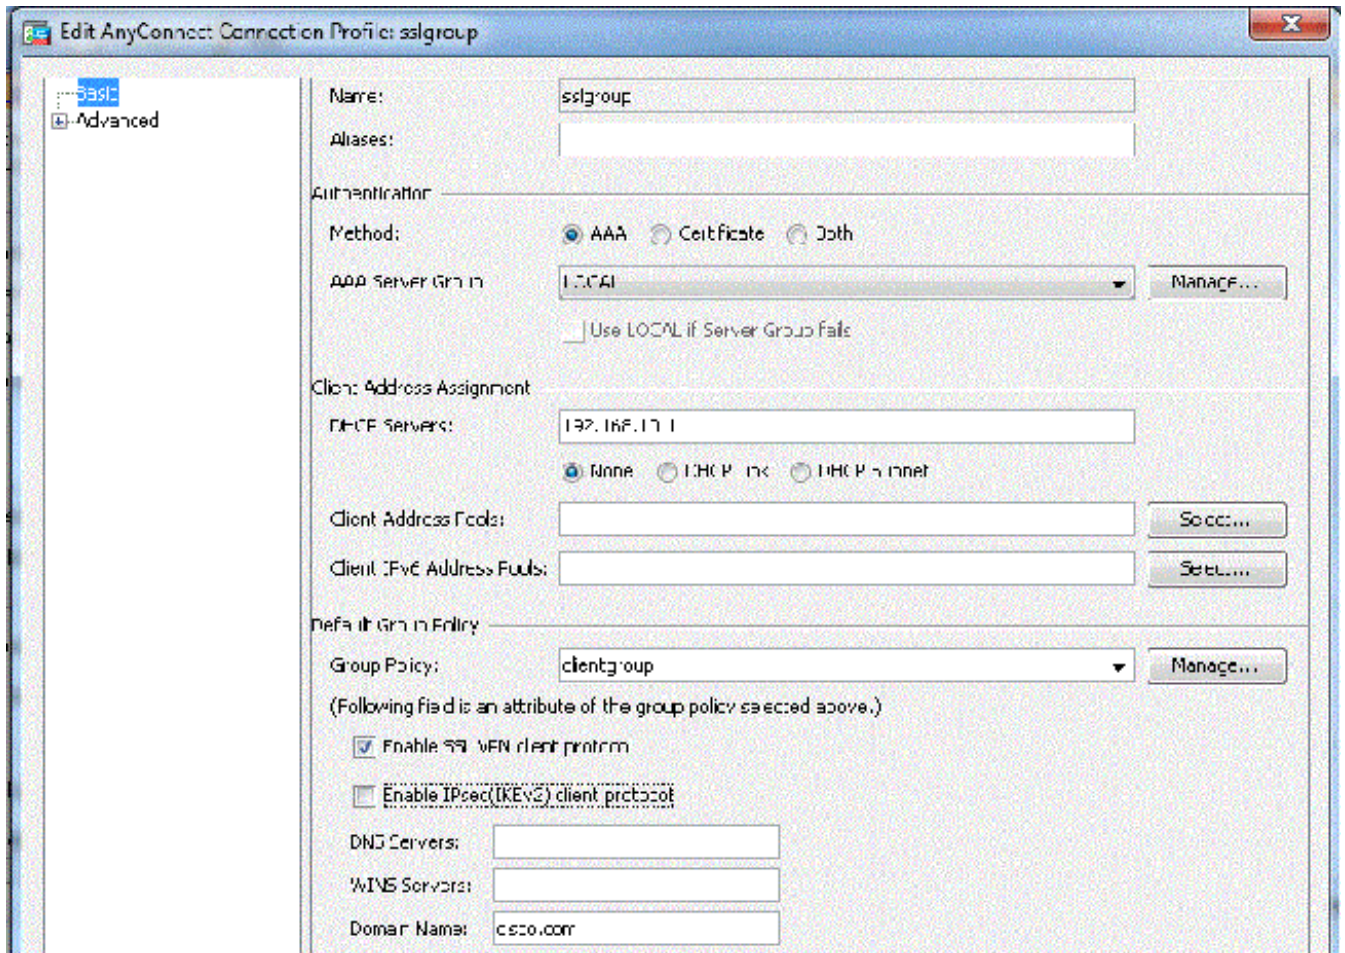 Edit AnyConnect Connection Profile: sslgroup
Basic
Advanced
Name: sslgroup
Aliases:
Authentication
Method: AAA Certificate Both
AAA Server Group LOCAL Manage...
Use LOCAL if Server Group fails
Client Address Assignment
DHCP Servers:
None DHCP Link DHCP Subnet
Client Address Pools: Select...
Client IPv6 Address Pools: Select...
Default Group Policy
Group Policy: clientgroup Manage...
(Following field is an attribute of the group policy selected above.)
Enable SSL VPN client protocol
Enable IPsec(IKEv2) client protocol
DNS Servers:
WINS Servers:
Domain Name: cisco.com